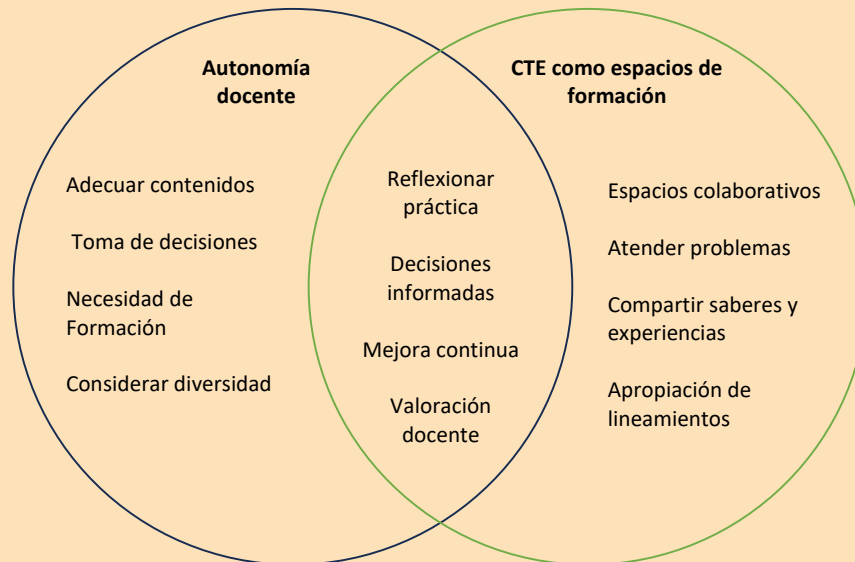 Autonomía
docente
CTE como espacios de
formación
Adecuar contenidos
Toma de decisiones
Necesidad de
Formación
Considerar diversidad
Reflexionar
práctica
Decisiones
informadas
Mejora continua
Valoración
docente
Espacios colaborativos
Atender problemas
Compartir saberes y
experiencias
Apropiación de
lineamientos